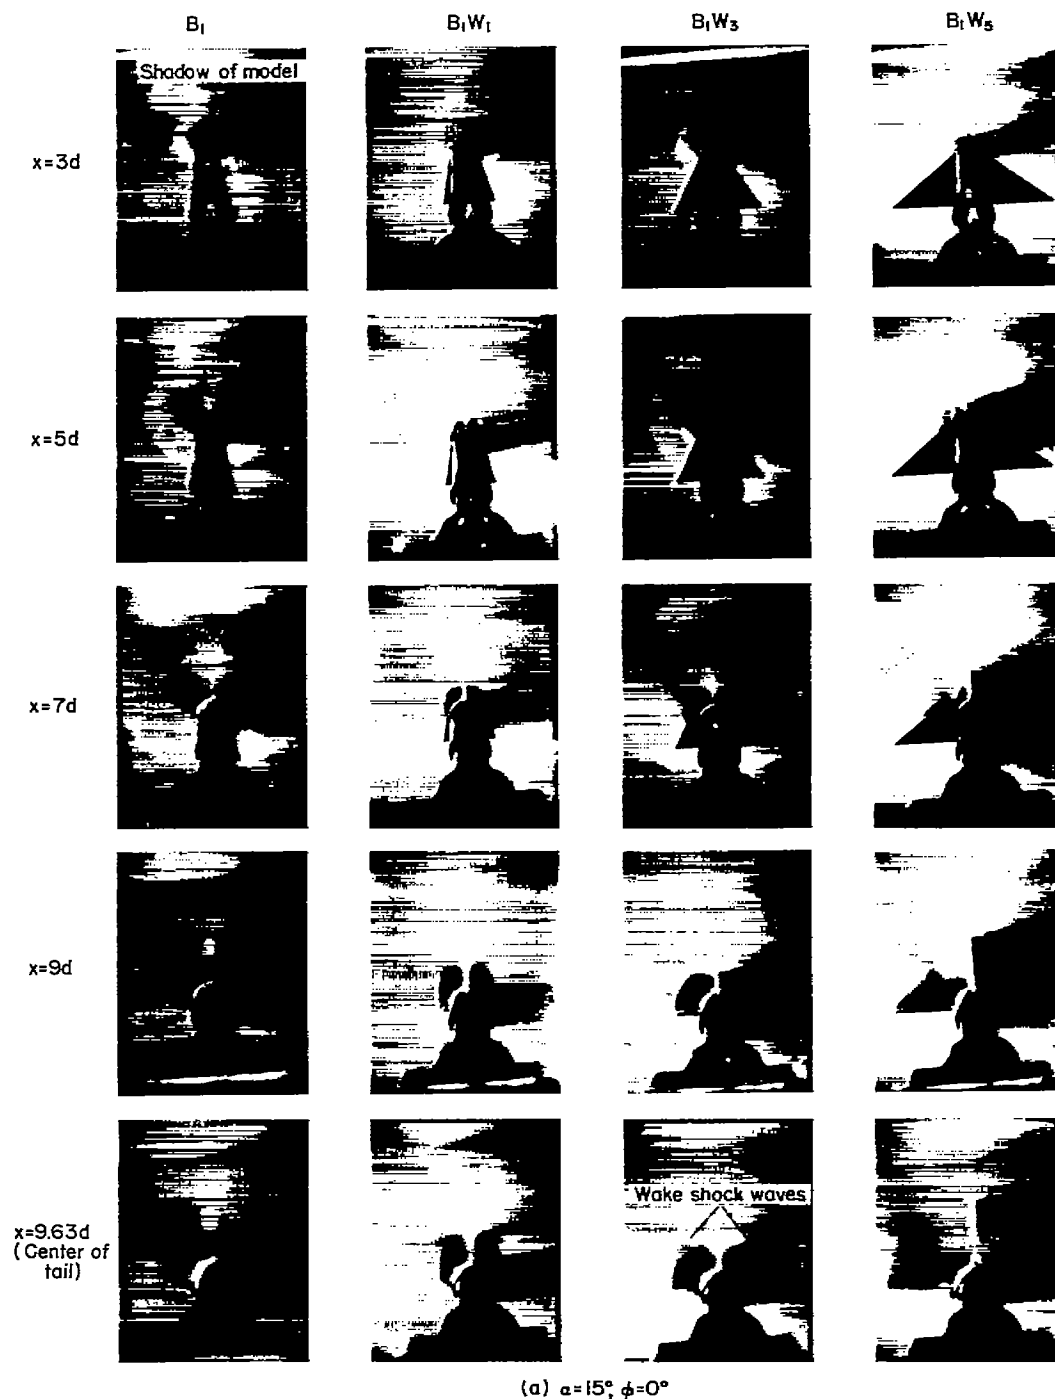 B₁ B₁W₁ B₁W₃ B₁W₅
Shadow of model
x=3d
x=5d
x=7d
x=9d
Wake shock waves
x=9.63d
(Center of
tail)
(a) α=15°, ϕ=0°